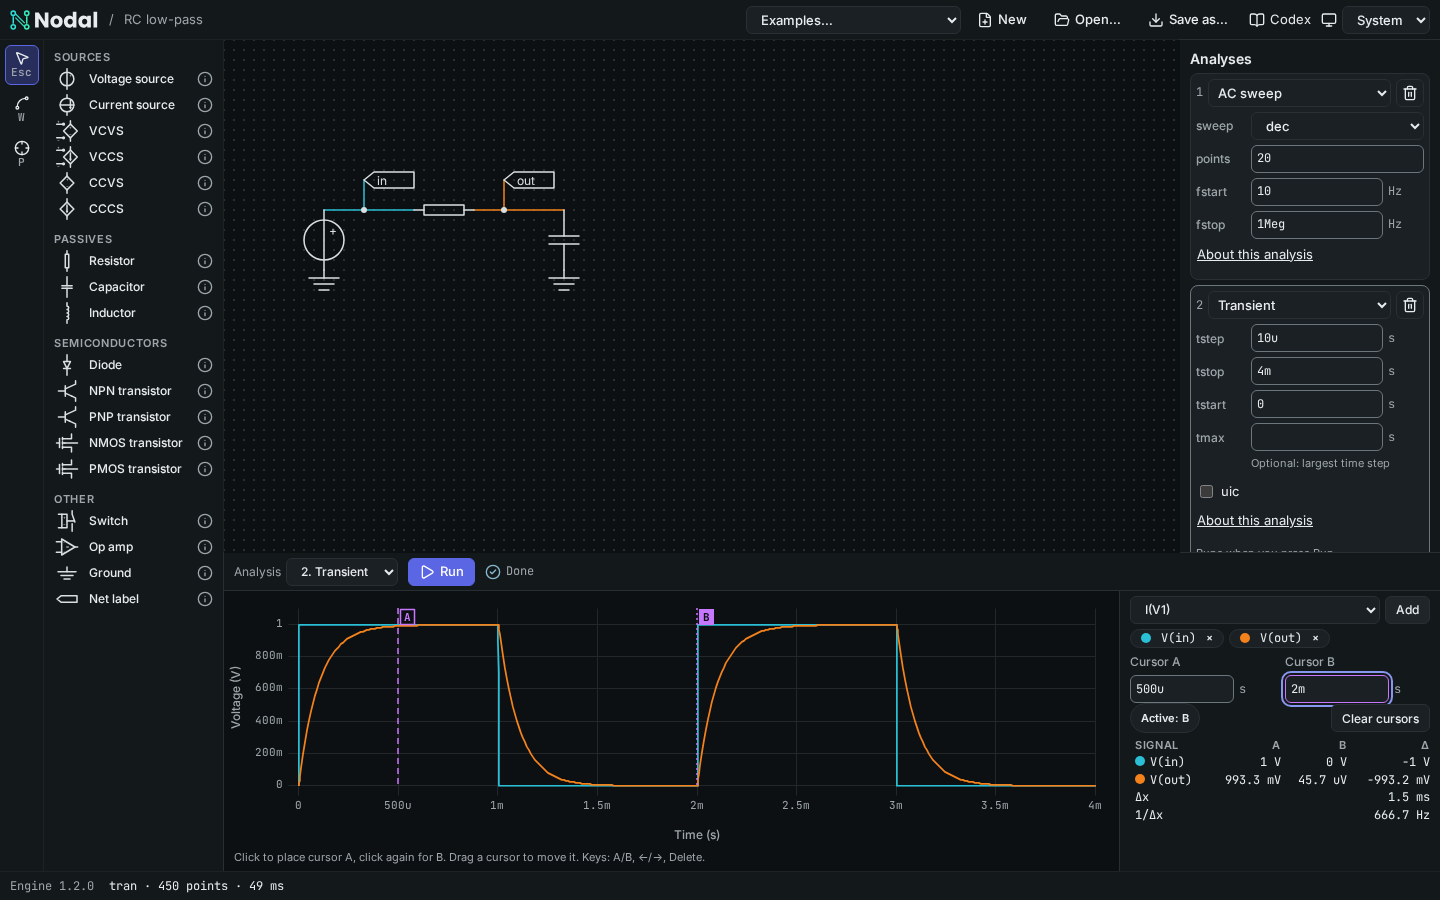 Nodal / RC low-pass
Examples... New Open... Save as... Codex System
Esc
W
P
SOURCES
Voltage source
Current source
VCVS
VCCS
CCVS
CCCS
PASSIVES
Resistor
Capacitor
Inductor
SEMICONDUCTORS
Diode
NPN transistor
PNP transistor
NMOS transistor
PMOS transistor
OTHER
Switch
Op amp
Ground
Net label
in
out
+
Analyses
1 AC sweep
sweep dec
points 20
fstart 10 Hz
fstop 1Meg Hz
About this analysis
2 Transient
tstep 10u s
tstop 4m s
tstart 0 s
tmax s
Optional: largest time step
uic
About this analysis
Runs when you press Run
Analysis 2. Transient Run Done
A
B
1
800m
600m
400m
200m
0
Voltage (V)
0 500u 1m 1.5m 2m 2.5m 3m 3.5m 4m
Time (s)
Click to place cursor A, click again for B. Drag a cursor to move it. Keys: A/B, ←/→, Delete.
I(V1) Add
V(in) × V(out) ×
Cursor A Cursor B
500u s 2m s
Active: B Clear cursors
SIGNAL A B Δ
V(in) 1 V 0 V -1 V
V(out) 993.3 mV 45.7 uV -993.2 mV
Δx 1.5 ms
1/Δx 666.7 Hz
Engine 1.2.0 tran · 450 points · 49 ms